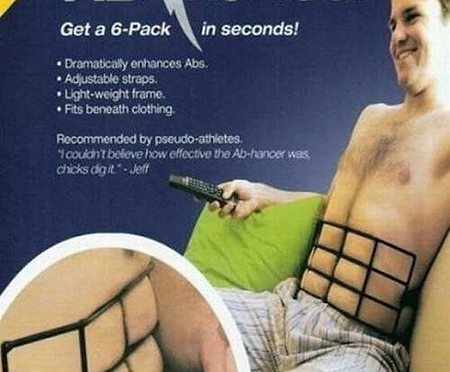 Get a 6-Pack in seconds!
• Dramatically enhances Abs.
• Adjustable straps.
• Light-weight frame.
• Fits beneath clothing.
Recommended by pseudo-athletes.
"I couldn't believe how effective the Ab-hancer was,
chicks dig it." - Jeff